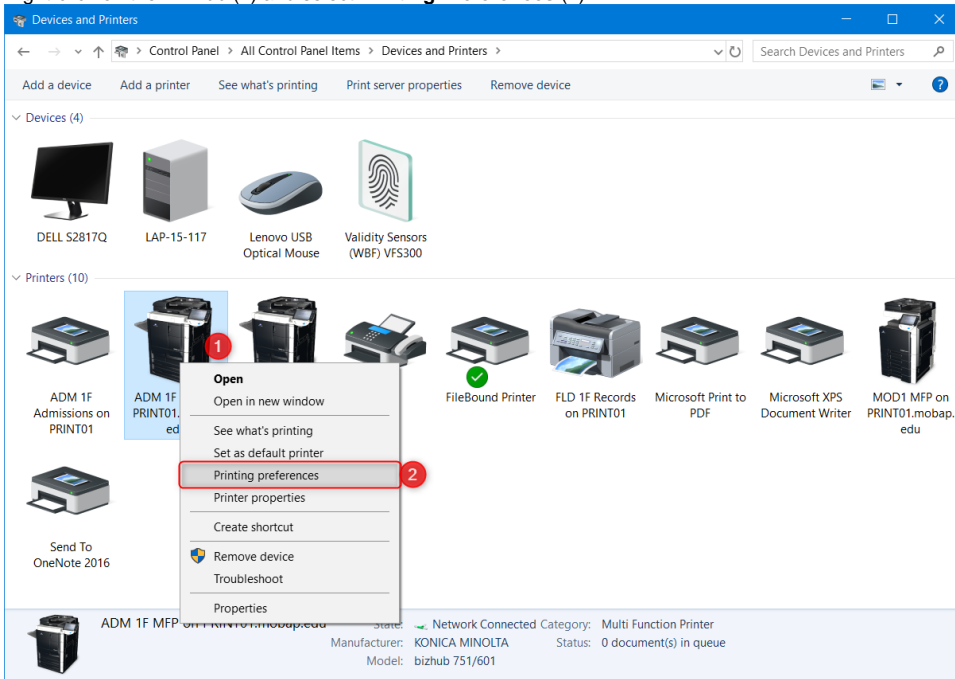 Devices and Printers
Control Panel > All Control Panel Items > Devices and Printers >
Search Devices and Printers
Add a device Add a printer See what's printing Print server properties Remove device
?
Devices (4)
DELL S2817Q
LAP-15-117
Lenovo USB
Optical Mouse
Validity Sensors
(WBF) VFS300
Printers (10)
ADM 1F
Admissions on
PRINT01
ADM 1F
PRINT01.
ed
1
Open
Open in new window
See what's printing
Set as default printer
Printing preferences
2
Printer properties
Create shortcut
Remove device
Troubleshoot
Properties
FileBound Printer
FLD 1F Records
on PRINT01
Microsoft Print to
PDF
Microsoft XPS
Document Writer
MOD1 MFP on
PRINT01.mobap.
edu
Send To
OneNote 2016
ADM 1F MFP on PRINT01.mobap.edu
State: Network Connected
Manufacturer: KONICA MINOLTA
Model: bizhub 751/601
Category: Multi Function Printer
Status: 0 document(s) in queue